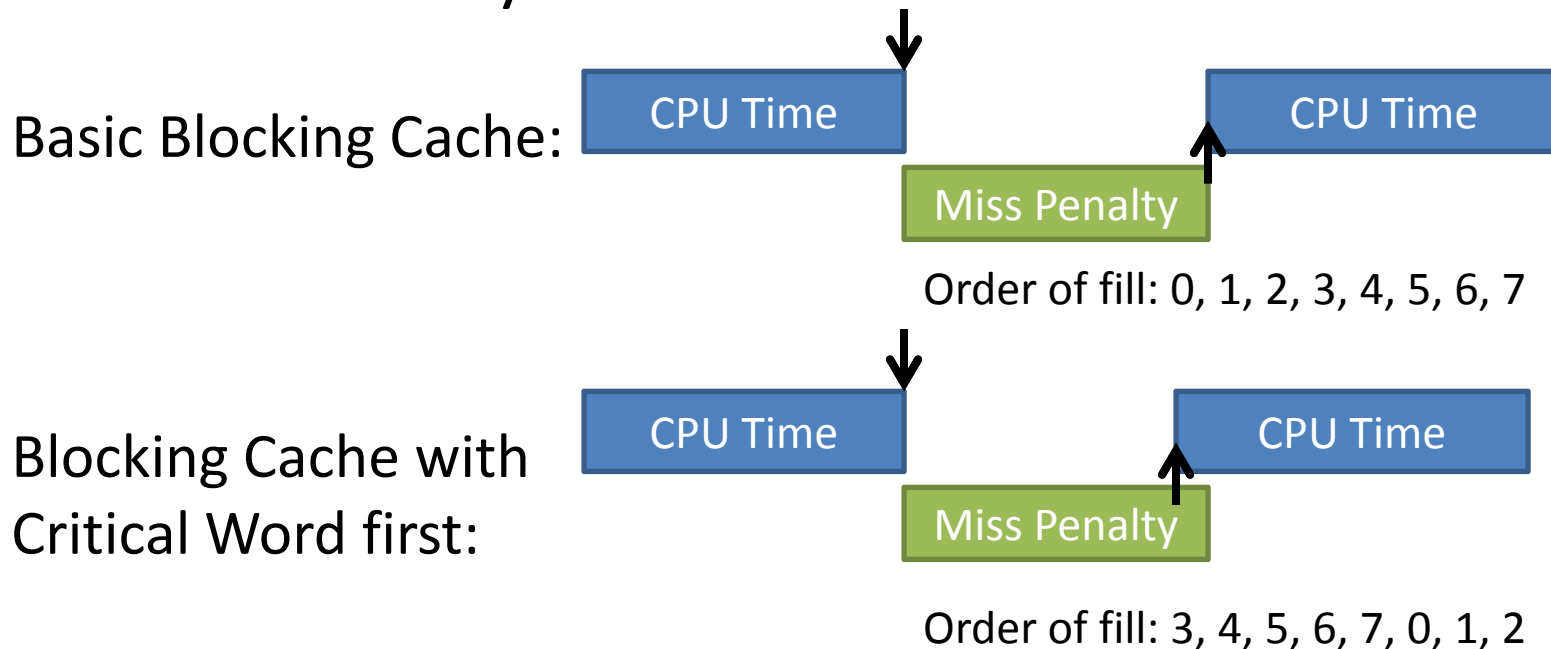 CPU Time
CPU Time
Basic Blocking Cache:
Miss Penalty
Order of fill: 0, 1, 2, 3, 4, 5, 6, 7
CPU Time
CPU Time
Blocking Cache with
Critical Word first:
Miss Penalty
Order of fill: 3, 4, 5, 6, 7, 0, 1, 2